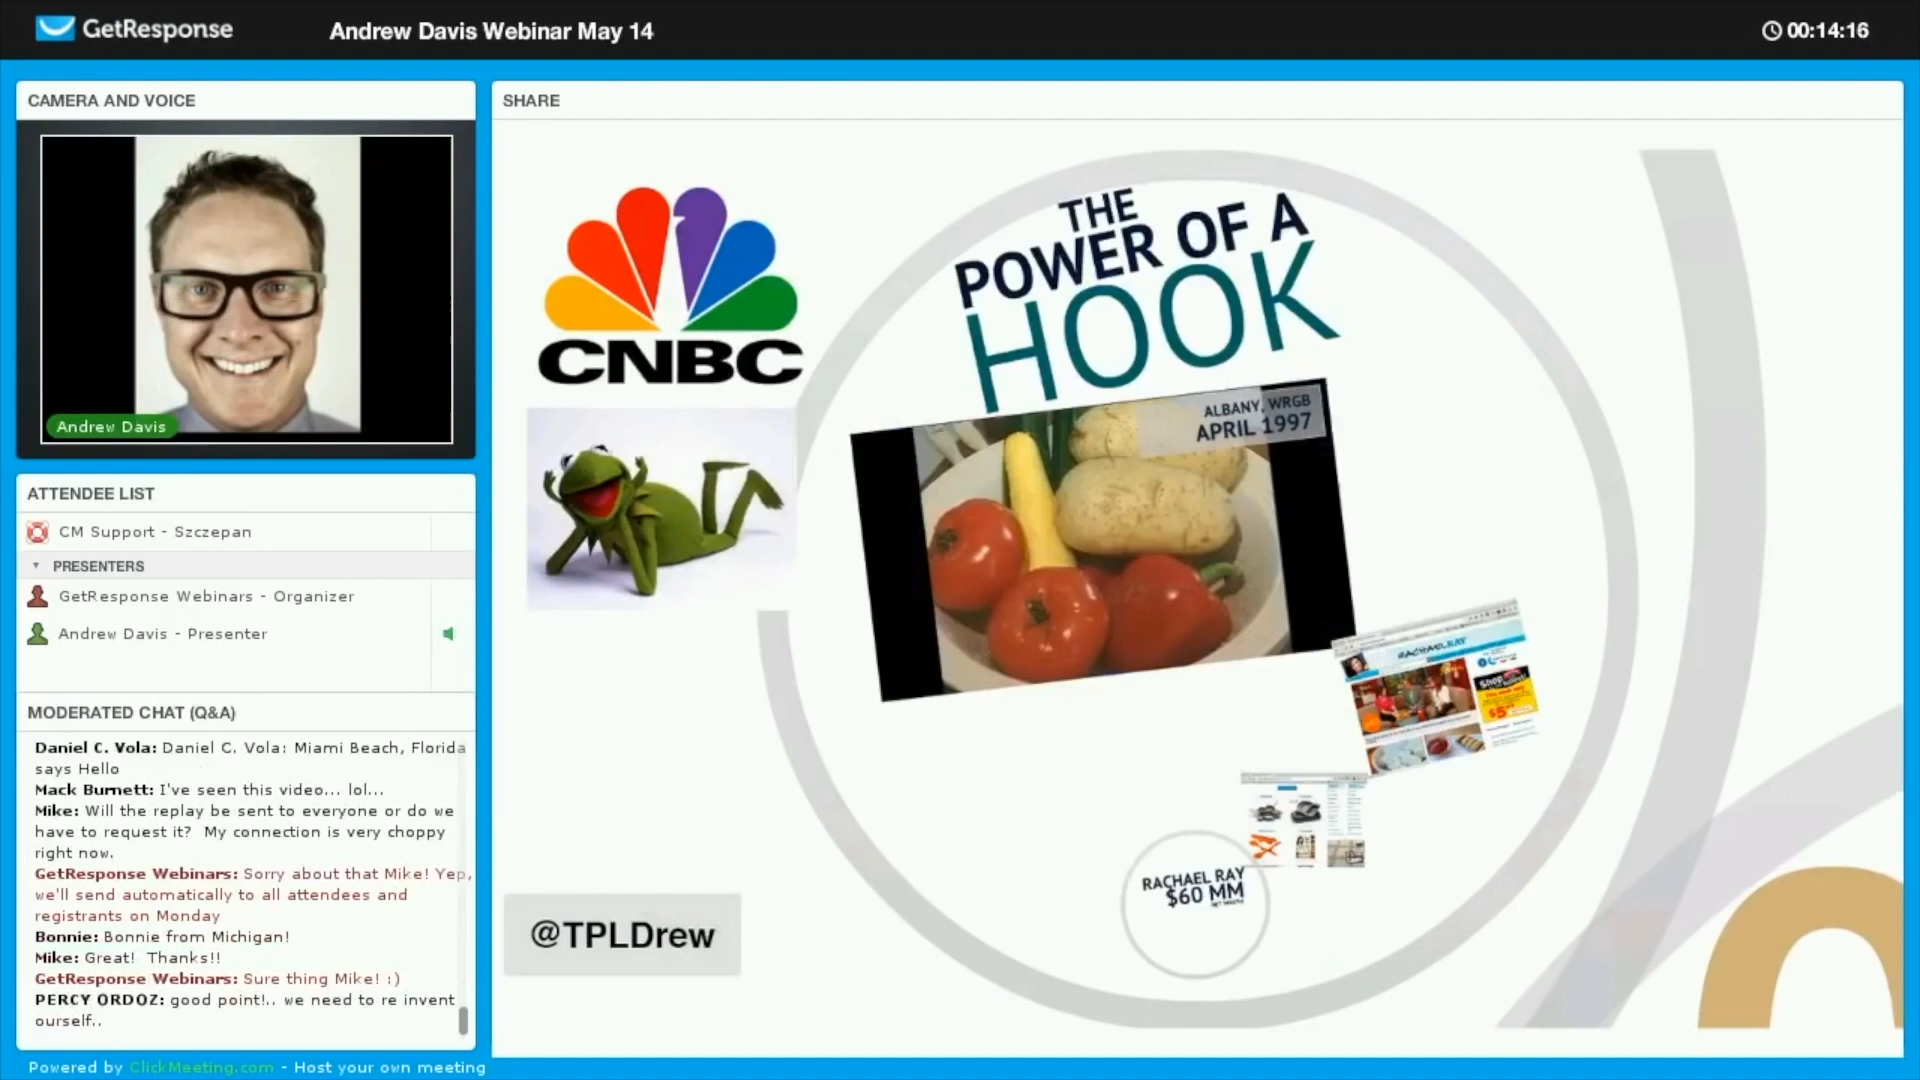 GetResponse
Andrew Davis Webinar May 14
00:14:16
CAMERA AND VOICE
Andrew Davis
ATTENDEE LIST
CM Support - Szczepan
PRESENTERS
GetResponse Webinars - Organizer
Andrew Davis - Presenter
MODERATED CHAT (Q&A)
Daniel C. Vola: Daniel C. Vola: Miami Beach, Florida
says Hello
Mack Burnett: I've seen this video... lol...
Mike: Will the replay be sent to everyone or do we
have to request it? My connection is very choppy
right now.
GetResponse Webinars: Sorry about that Mike! Yep,
we'll send automatically to all attendees and
registrants on Monday
Bonnie: Bonnie from Michigan!
Mike: Great! Thanks!!
GetResponse Webinars: Sure thing Mike! :)
PERCY ORDOZ: good point!.. we need to re invent
ourself..
Powered by ClickMeeting.com - Host your own meeting
SHARE
CNBC
THE
POWER OF A
HOOK
ALBANY, WRGB
APRIL 1997
RACHAELRAY
Shop
$5
RACHAEL RAY
$60 MM
NET WORTH
@TPLDrew